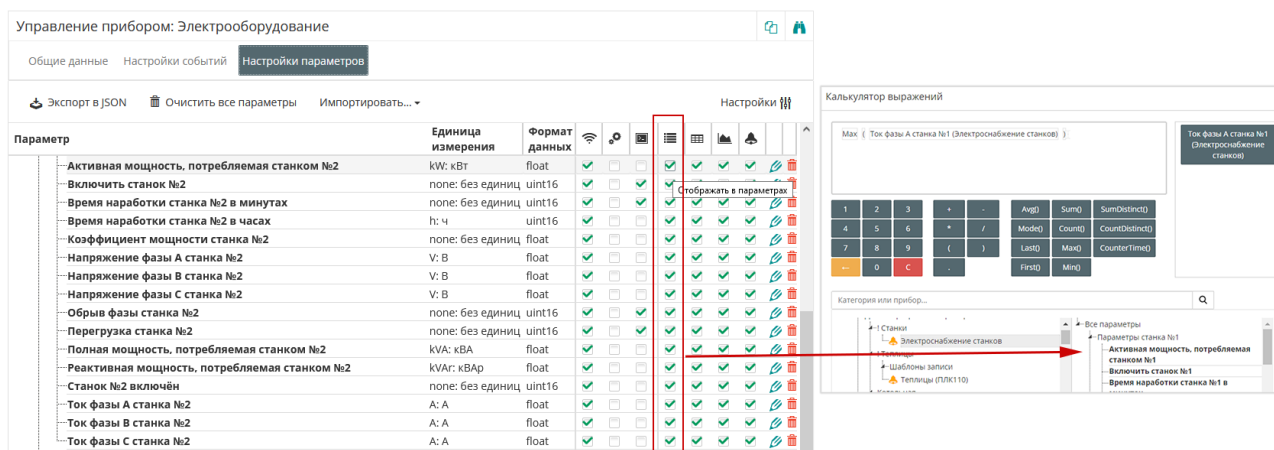 Управление прибором: Электрооборудование
Общие данные Настройки событий Настройки параметров
Экспорт в JSON Очистить все параметры Импортировать... Настройки
Параметр Единица измерения Формат данных
Активная мощность, потребляемая станком №2 kW: кВт float
Включить станок №2 none: без единиц uint16
Отображать в параметрах
Время наработки станка №2 в минутах none: без единиц uint16
Время наработки станка №2 в часах h: ч uint16
Коэффициент мощности станка №2 none: без единиц float
Напряжение фазы А станка №2 V: В float
Напряжение фазы В станка №2 V: В float
Напряжение фазы С станка №2 V: В float
Обрыв фазы станка №2 none: без единиц uint16
Перегрузка станка №2 none: без единиц uint16
Полная мощность, потребляемая станком №2 kVA: кВА float
Реактивная мощность, потребляемая станком №2 kVAr: кВАр float
Станок №2 включён none: без единиц uint16
Ток фазы А станка №2 A: А float
Ток фазы В станка №2 A: А float
Ток фазы С станка №2 A: А float
Калькулятор выражений
Max ( Ток фазы А станка №1 (Электроснабжение станков) )
Ток фазы А станка №1
(Электроснабжение
станков)
1 2 3 + - Avg() Sum() SumDistinct()
4 5 6 * / Mode() Count() CountDistinct()
7 8 9 ( ) Last() Max() CounterTime()
← 0 C . First() Min()
Категория или прибор...
! Станки
Электроснабжение станков
! Теплицы
Шаблоны записи
Теплицы (ПЛК110)
Все параметры
Параметры станка №1
Активная мощность, потребляемая
станком №1
Включить станок №1
Время наработки станка №1 в